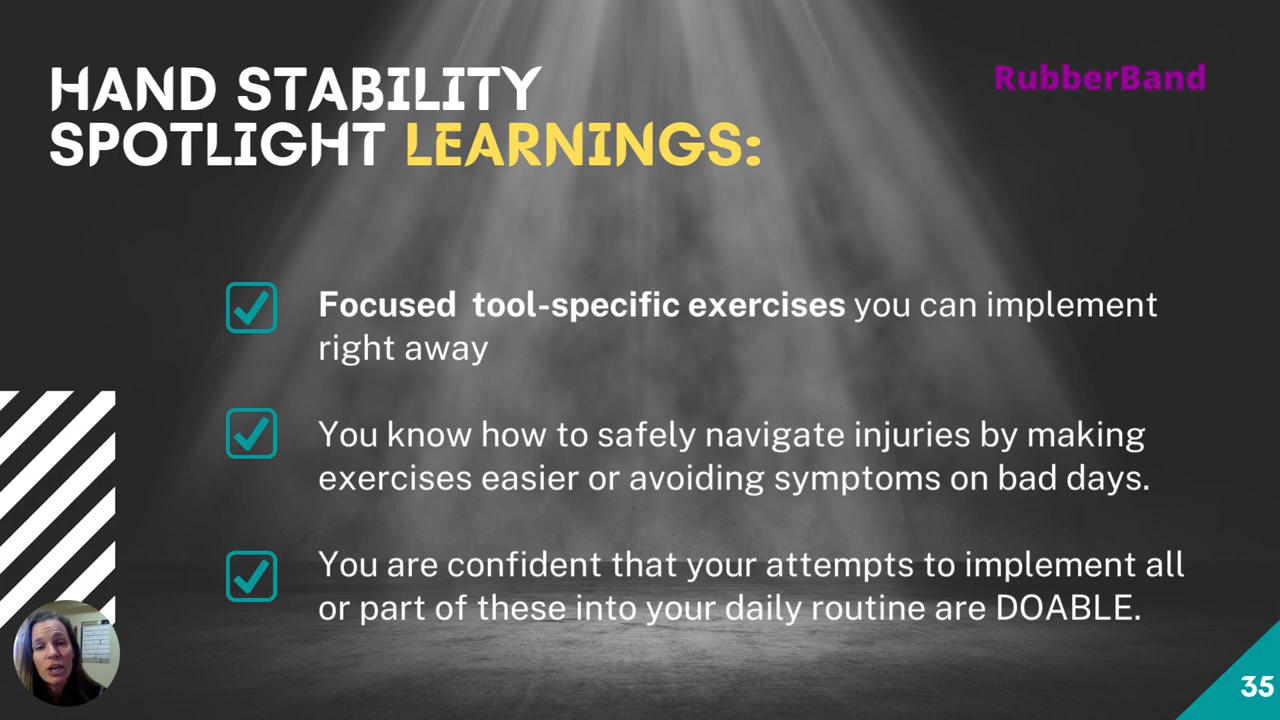 HAND STABILITY
SPOTLIGHT LEARNINGS:
RubberBand
Focused  tool-specific exercises you can implement
right away
You know how to safely navigate injuries by making
exercises easier or avoiding symptoms on bad days.
You are confident that your attempts to implement all
or part of these into your daily routine are DOABLE.
35